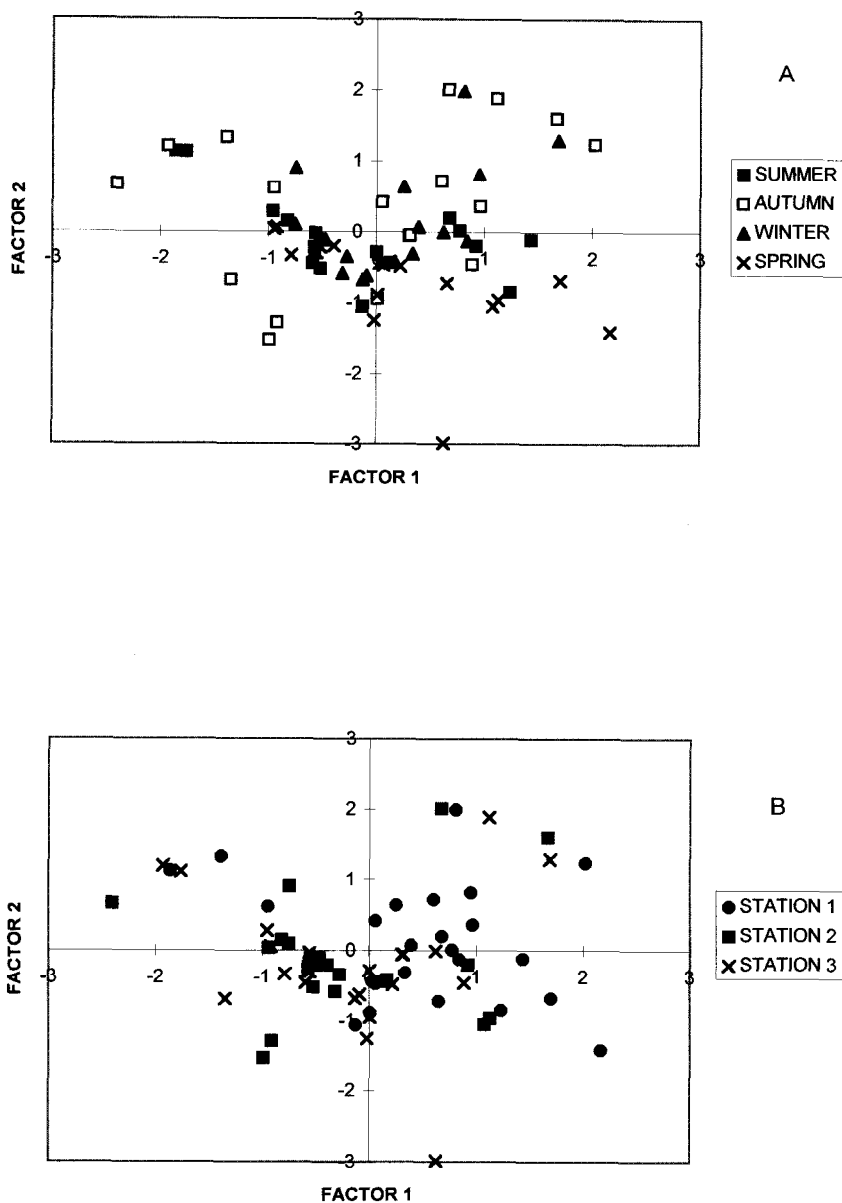 3
A
2
1
0
-3
-2
-1
0
1
2
3
-1
-2
-3
FACTOR 2
FACTOR 1
SUMMER
AUTUMN
WINTER
SPRING
3
B
2
1
0
-3
-2
-1
0
1
2
3
-1
-2
-3
FACTOR 2
FACTOR 1
STATION 1
STATION 2
STATION 3